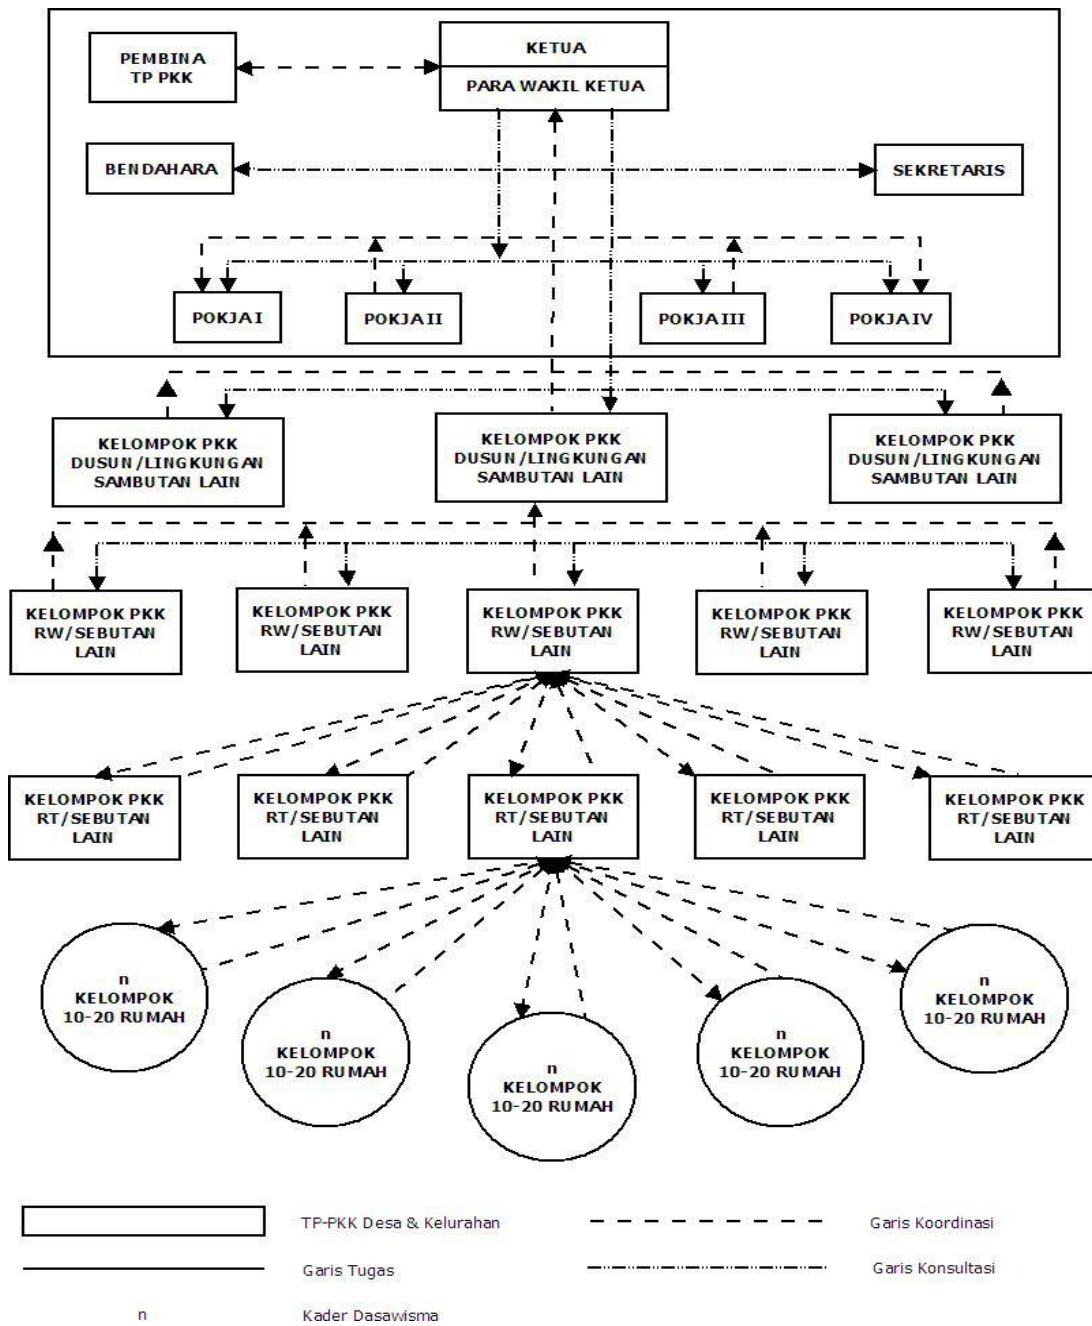 PEMBINA
TP PKK
KETUA
PARA WAKIL KETUA
BENDAHARA
SEKRETARIS
POKJA I
POKJA II
POKJA III
POKJA IV
KELOMPOK PKK
DUSUN/LINGKUNGAN
SAMBUTAN LAIN
KELOMPOK PKK
DUSUN/LINGKUNGAN
SAMBUTAN LAIN
KELOMPOK PKK
DUSUN/LINGKUNGAN
SAMBUTAN LAIN
KELOMPOK PKK
RW/SEBUTAN
LAIN
KELOMPOK PKK
RW/SEBUTAN
LAIN
KELOMPOK PKK
RW/SEBUTAN
LAIN
KELOMPOK PKK
RW/SEBUTAN
LAIN
KELOMPOK PKK
RW/SEBUTAN
LAIN
KELOMPOK PKK
RT/SEBUTAN
LAIN
KELOMPOK PKK
RT/SEBUTAN
LAIN
KELOMPOK PKK
RT/SEBUTAN
LAIN
KELOMPOK PKK
RT/SEBUTAN
LAIN
KELOMPOK PKK
RT/SEBUTAN
LAIN
n
KELOMPOK
10-20 RUMAH
n
KELOMPOK
10-20 RUMAH
n
KELOMPOK
10-20 RUMAH
n
KELOMPOK
10-20 RUMAH
n
KELOMPOK
10-20 RUMAH
TP-PKK Desa & Kelurahan
Garis Koordinasi
Garis Tugas
Garis Konsultasi
n
Kader Dasawisma